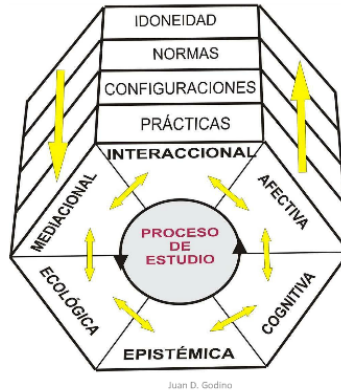 IDONEIDAD
NORMAS
CONFIGURACIONES
PRÁCTICAS
INTERACCIONAL
MEDIACIONAL
AFECTIVA
PROCESO
DE
ESTUDIO
ECOLÓGICA
COGNITIVA
EPISTÉMICA
Juan D. Godino